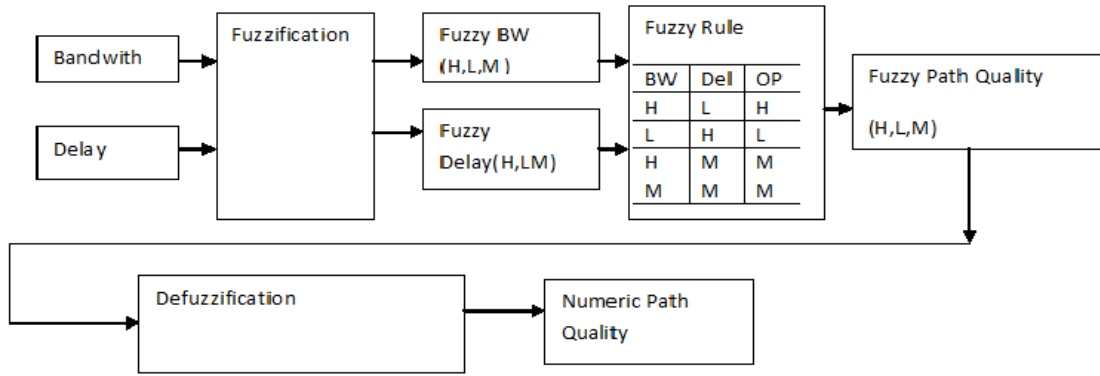 Bandwith
Delay
Fuzzification
Fuzzy BW
(H,L,M)
Fuzzy
Delay(H,LM)
Fuzzy Rule
BW Del OP
H L H
L H L
H M M
M M M
Fuzzy Path Quality
(H,L,M)
Defuzzification
Numeric Path
Quality